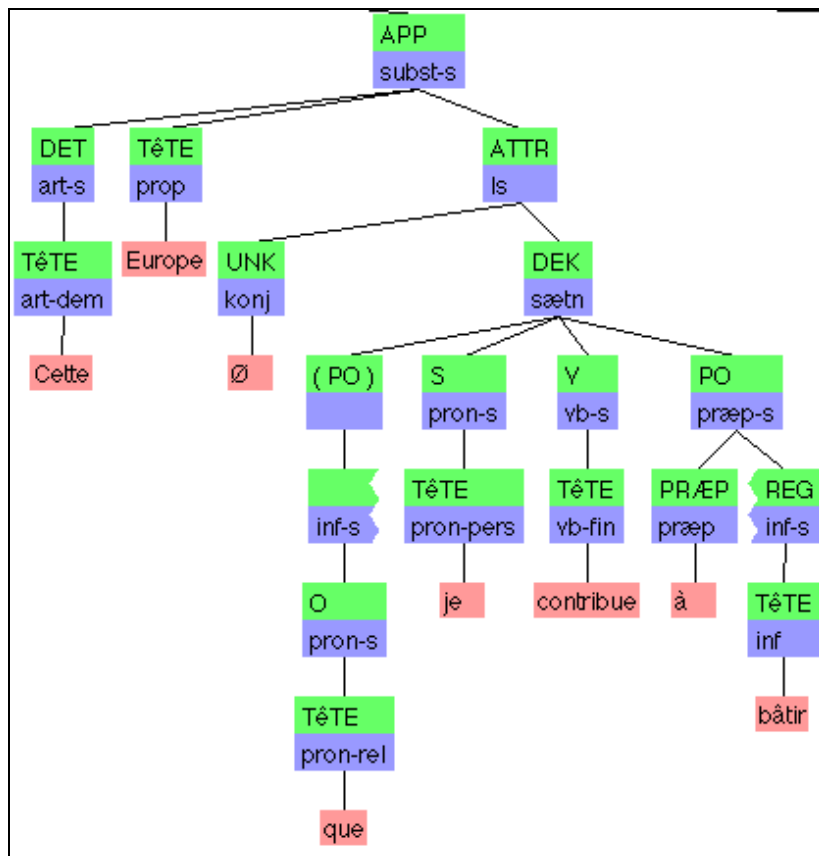 APP
subst-s
DET TêTE ATTR
art-s prop ls
TêTE Europe UNK DEK
art-dem konj sætn
Cette Ø ( PO ) S V PO
pron-s vb-s præp-s
TêTE TêTE PRÆP REG
inf-s pron-pers vb-fin præp inf-s
O je contribue à TêTE
pron-s inf
TêTE bâtir
pron-rel
que